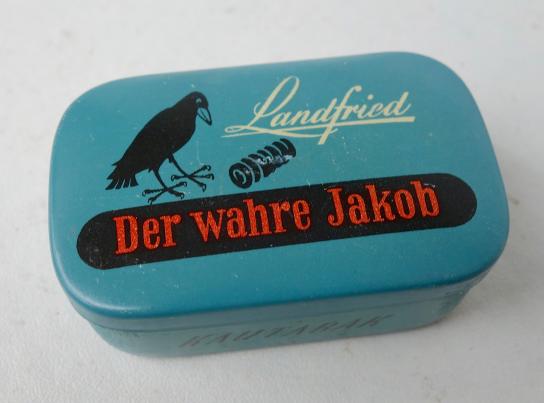 Landfried
Der wahre Jakob
KAUTABAK